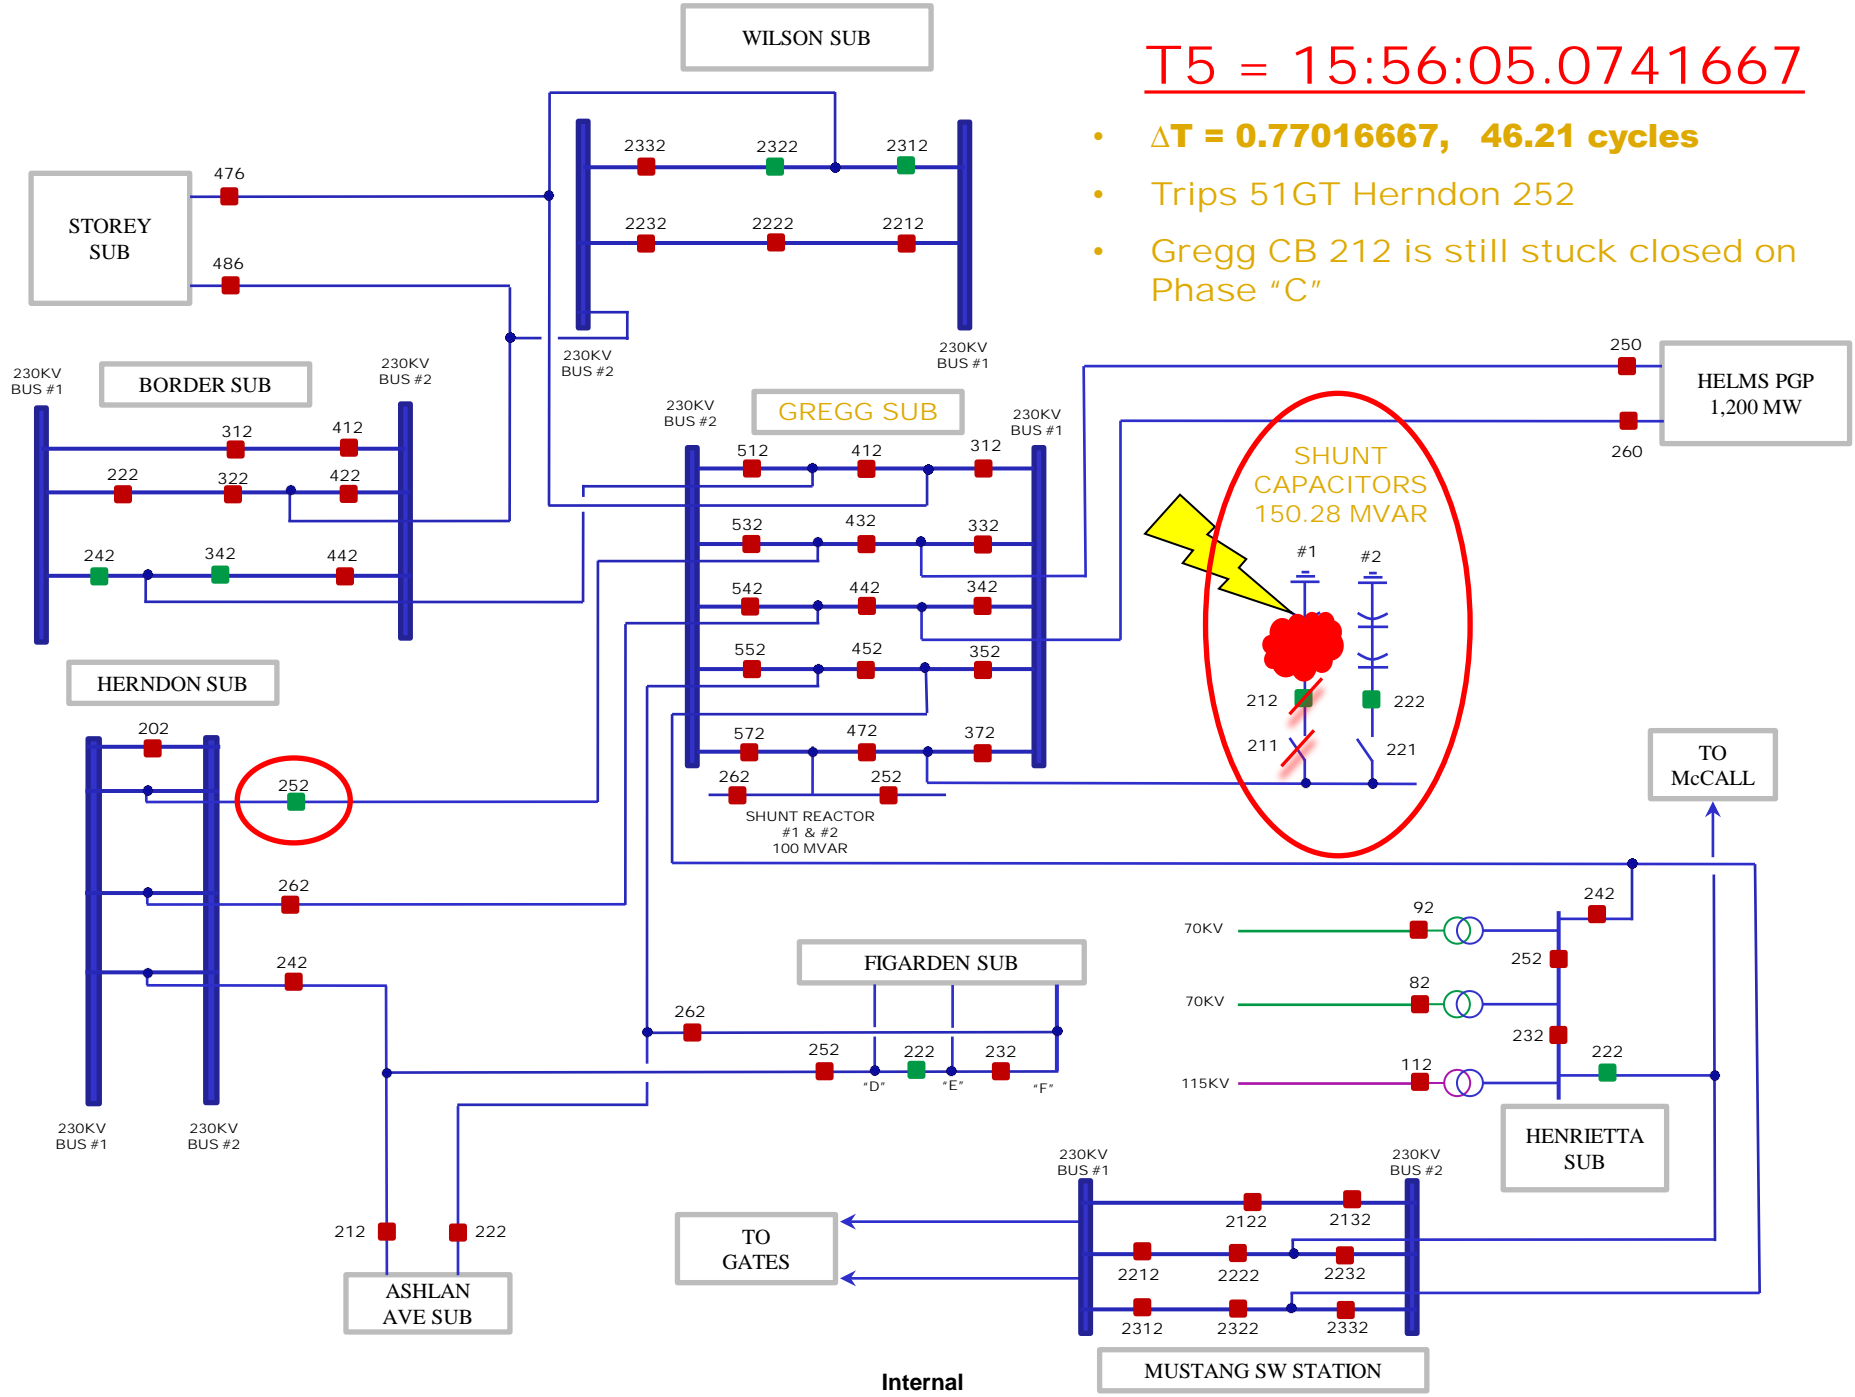 WILSON SUB
T5 = 15:56:05.0741667
• ΔT = 0.77016667, 46.21 cycles
• Trips 51GT Herndon 252
• Gregg CB 212 is still stuck closed on
Phase “C”
2332 2322 2312
2232 2222 2212
230KV
BUS #2
230KV
BUS #1
STOREY
SUB
476
486
230KV
BUS #1
BORDER SUB
230KV
BUS #2
312 412
222 322 422
242 342 442
230KV
BUS #2
GREGG SUB
230KV
BUS #1
512 412 312
532 432 332
542 442 342
552 452 352
572 472 372
262 252
SHUNT REACTOR
#1 & #2
100 MVAR
250
HELMS PGP
1,200 MW
260
SHUNT
CAPACITORS
150.28 MVAR
#1 #2
212 222
211 221
HERNDON SUB
202
252
262
242
230KV
BUS #1
230KV
BUS #2
TO
McCALL
FIGARDEN SUB
262
252 222 232
“D” “E” “F”
242
70KV 92
252
70KV 82
232
222
115KV 112
HENRIETTA
SUB
212 222
ASHLAN
AVE SUB
TO
GATES
230KV
BUS #1
230KV
BUS #2
2122 2132
2212 2222 2232
2312 2322 2332
MUSTANG SW STATION
Internal